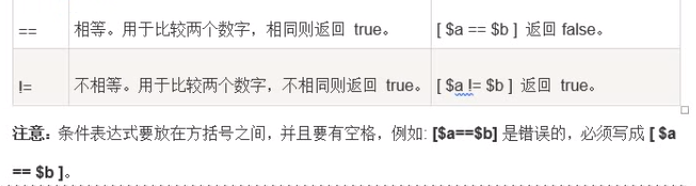 == 相等。用于比较两个数字，相同则返回 true。 [ $a == $b ] 返回 false。
!= 不相等。用于比较两个数字，不相同则返回 true。 [ $a != $b ] 返回 true。
注意：条件表达式要放在方括号之间，并且要有空格，例如: [$a==$b] 是错误的，必须写成 [ $a
== $b ]。